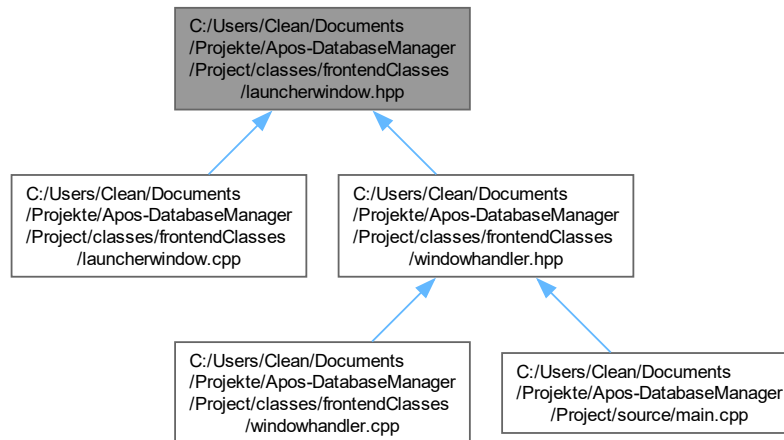 C:/Users/Clean/Documents
/Projekte/Apos-DatabaseManager
/Project/classes/frontendClasses
/launcherwindow.hpp
C:/Users/Clean/Documents
/Projekte/Apos-DatabaseManager
/Project/classes/frontendClasses
/launcherwindow.cpp
C:/Users/Clean/Documents
/Projekte/Apos-DatabaseManager
/Project/classes/frontendClasses
/windowhandler.hpp
C:/Users/Clean/Documents
/Projekte/Apos-DatabaseManager
/Project/classes/frontendClasses
/windowhandler.cpp
C:/Users/Clean/Documents
/Projekte/Apos-DatabaseManager
/Project/source/main.cpp